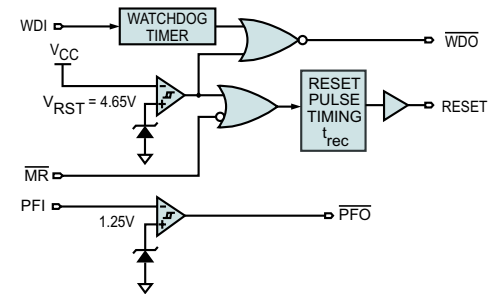 WDI
WATCHDOG
TIMER
WDO
VCC
VRST = 4.65V
RESET
PULSE
TIMING
trec
RESET
MR
PFI
1.25V
PFO